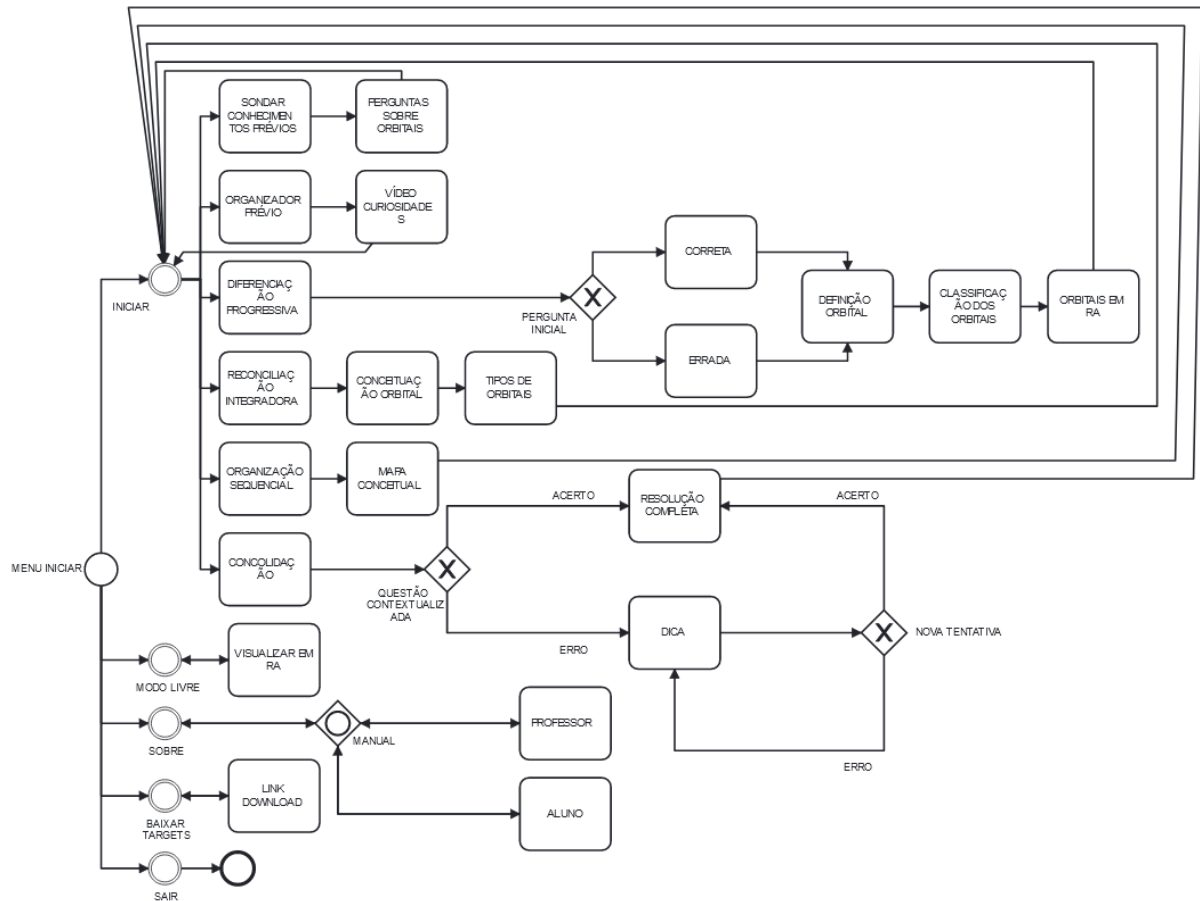 SONDAR
CONHECIMEN
TOS PRÉVIOS
PERGUNTAS
SOBRE
ORBITAIS
ORGANIZADOR
PRÉVIO
VÍDEO
CURIOSIDADE
S
INICIAR
DIFERENCIAÇ
ÃO
PROGRESSIVA
PERGUNTA
INICIAL
CORRETA
ERRADA
DEFINIÇÃO
ORBITAL
CLASSIFICAÇ
ÃO DOS
ORBITAIS
ORBITAIS EM
RA
RECONCILIAÇ
ÃO
INTEGRADORA
CONCEITUAÇ
ÃO ORBITAL
TIPOS DE
ORBITAIS
ORGANIZAÇÃO
SEQUENCIAL
MAPA
CONCEITUAL
ACERTO
RESOLUÇÃO
COMPLETA
ACERTO
MENU INICIAR
CONCOLIDAÇ
ÃO
QUESTÃO
CONTEXTUALIZ
ADA
ERRO
DICA
NOVA TENTATIVA
ERRO
MODO LIVRE
VISUALIZAR EM
RA
SOBRE
MANUAL
PROFESSOR
ALUNO
BAIXAR
TARGETS
LINK
DOWNLOAD
SAIR